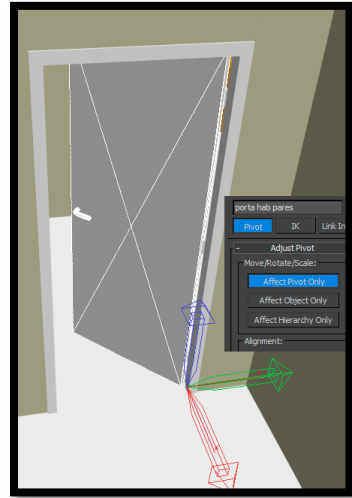 porta hab pares
Pivot IK Link In
- Adjust Pivot
Move/Rotate/Scale:
Affect Pivot Only
Affect Object Only
Affect Hierarchy Only
Alignment: